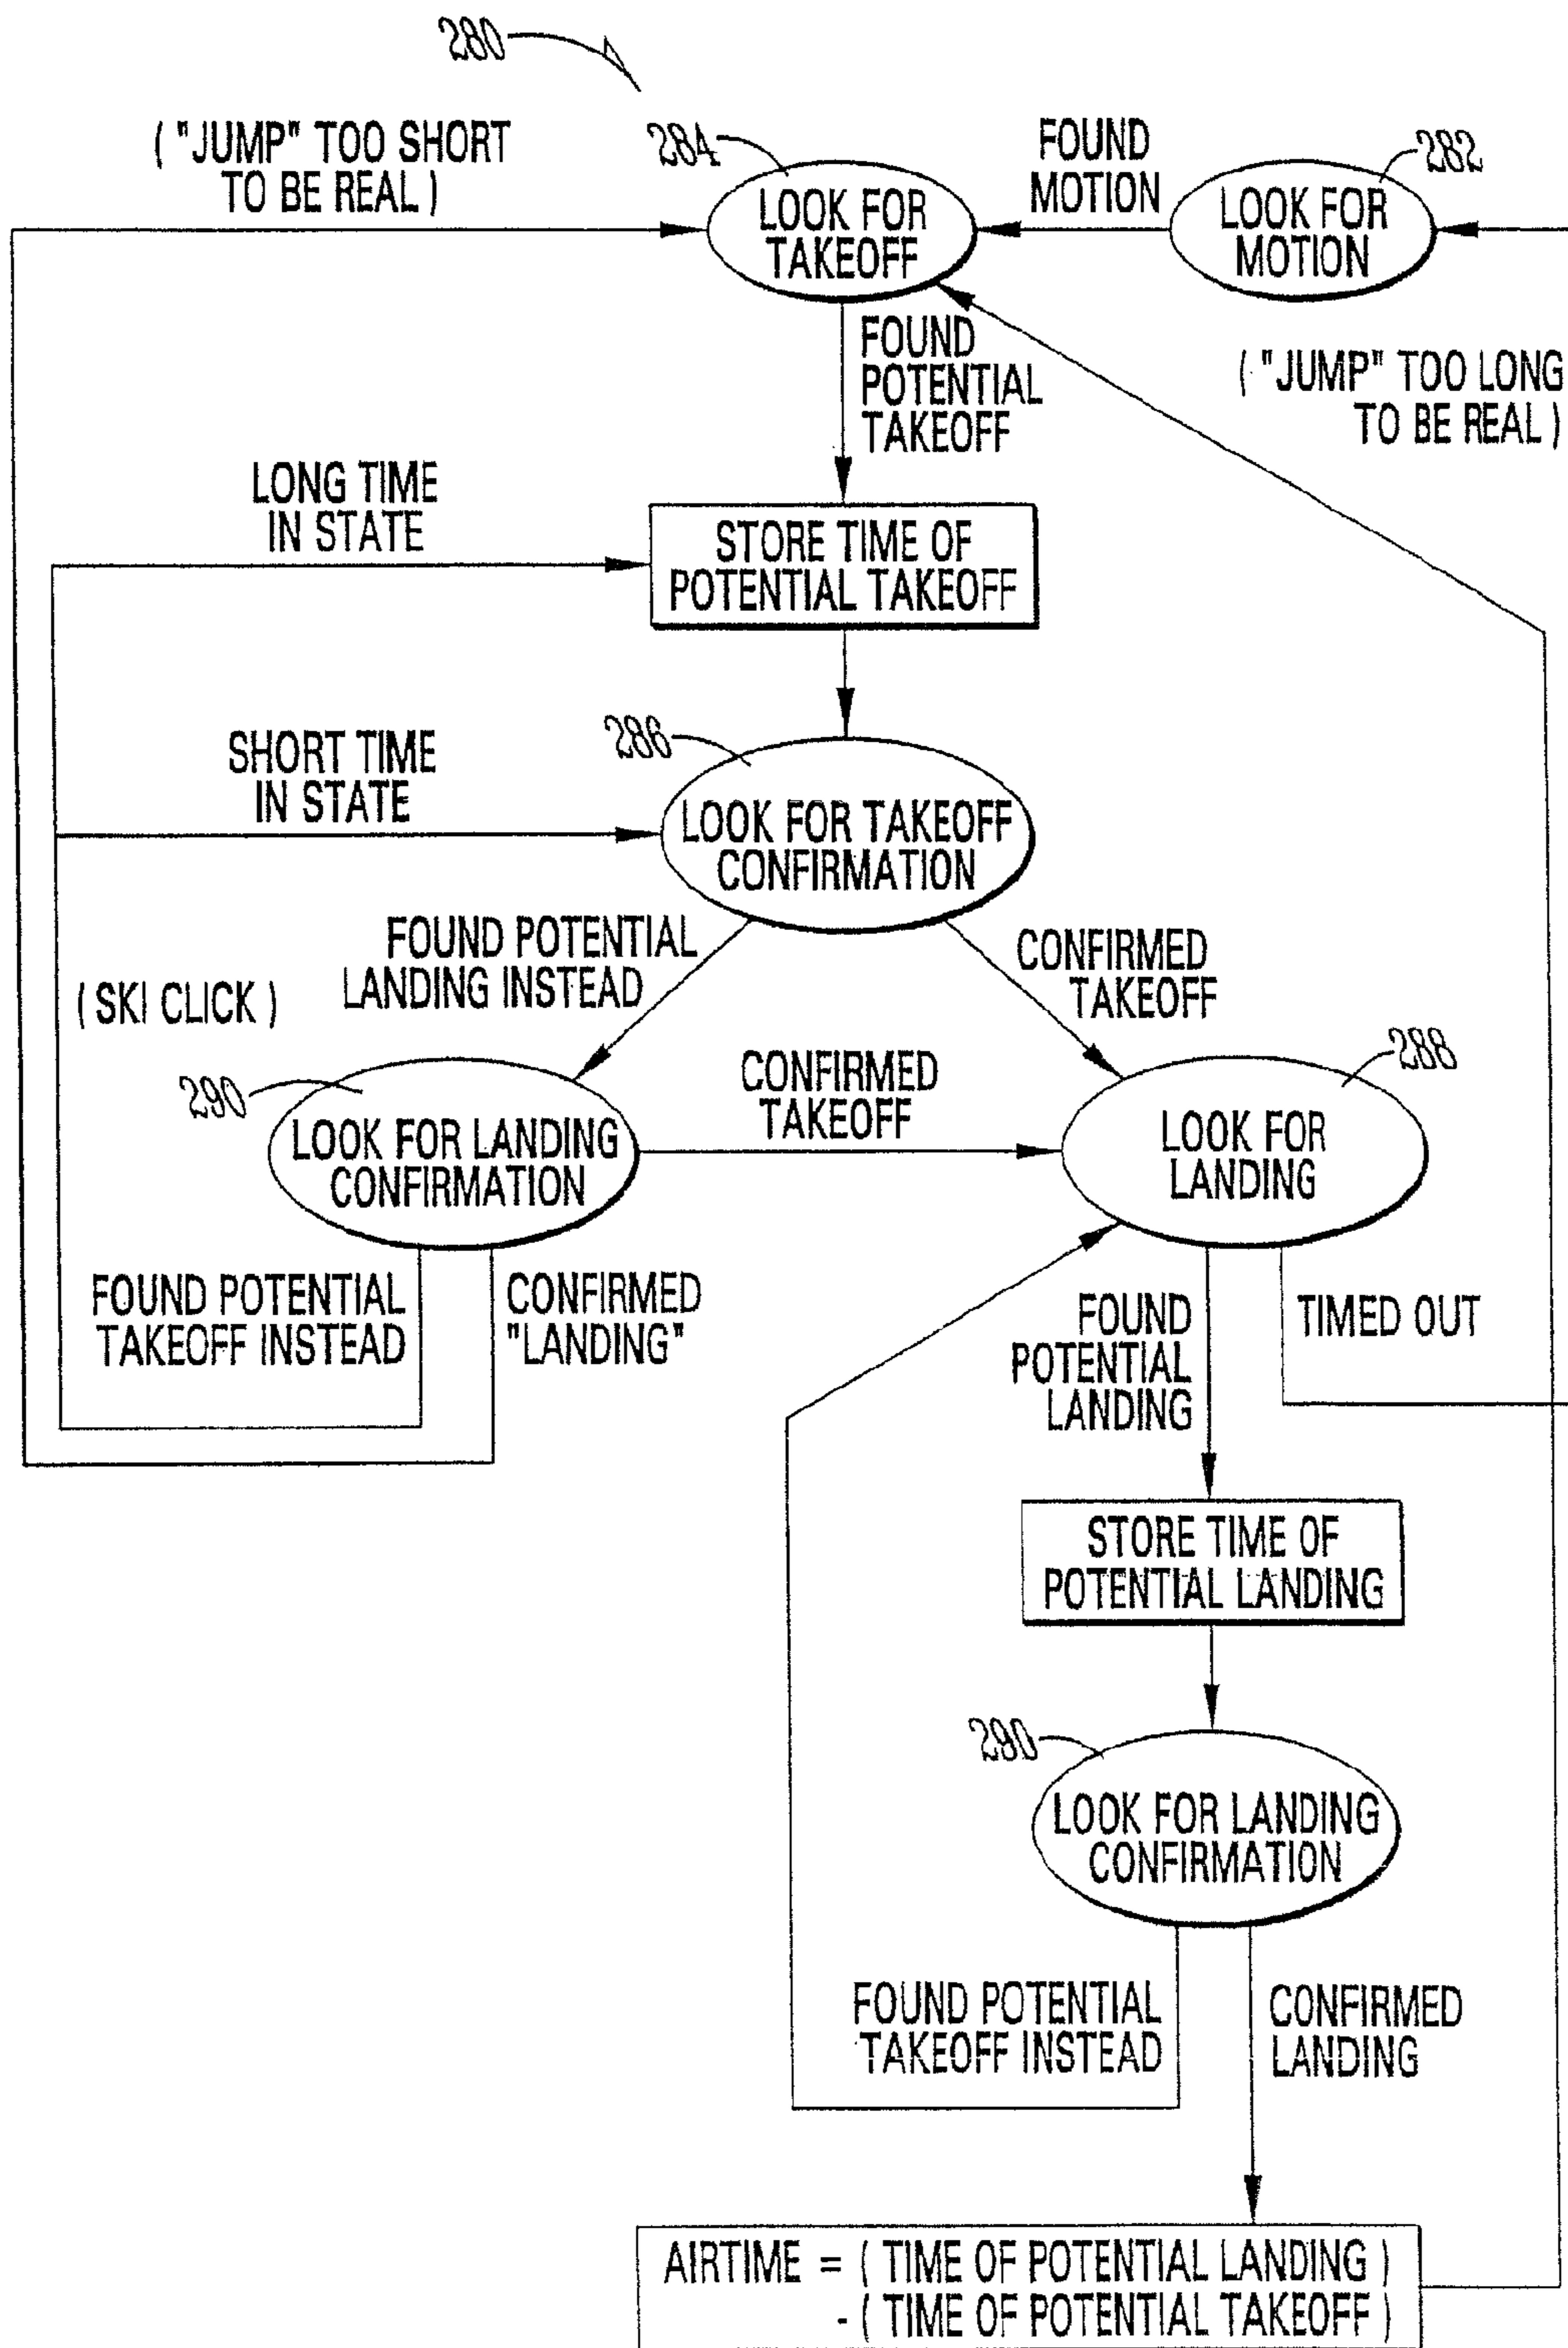 280
( "JUMP" TOO SHORT
TO BE REAL )
284
LOOK FOR
TAKEOFF
FOUND
MOTION
282
LOOK FOR
MOTION
FOUND
POTENTIAL
TAKEOFF
( "JUMP" TOO LONG
TO BE REAL )
LONG TIME
IN STATE
STORE TIME OF
POTENTIAL TAKEOFF
SHORT TIME
IN STATE
286
LOOK FOR TAKEOFF
CONFIRMATION
FOUND POTENTIAL
LANDING INSTEAD
CONFIRMED
TAKEOFF
( SKI CLICK )
290
LOOK FOR LANDING
CONFIRMATION
CONFIRMED
TAKEOFF
288
LOOK FOR
LANDING
FOUND POTENTIAL
TAKEOFF INSTEAD
CONFIRMED
"LANDING"
FOUND
POTENTIAL
LANDING
TIMED OUT
STORE TIME OF
POTENTIAL LANDING
290
LOOK FOR LANDING
CONFIRMATION
FOUND POTENTIAL
TAKEOFF INSTEAD
CONFIRMED
LANDING
AIRTIME = ( TIME OF POTENTIAL LANDING )
- ( TIME OF POTENTIAL TAKEOFF )